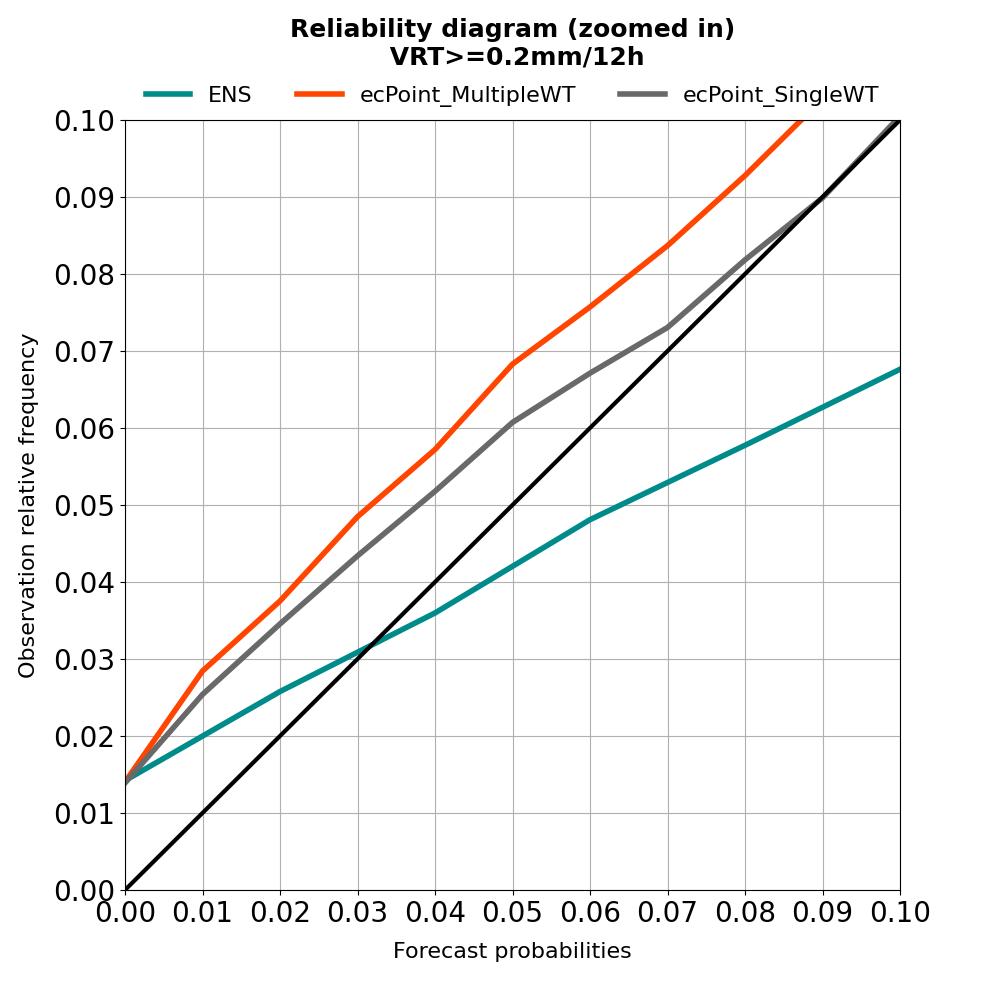 Reliability diagram (zoomed in)
VRT>=0.2mm/12h
ENS ecPoint_MultipleWT ecPoint_SingleWT
0.10
0.09
0.08
0.07
0.06
0.05
0.04
0.03
0.02
0.01
0.00
Observation relative frequency
0.00 0.01 0.02 0.03 0.04 0.05 0.06 0.07 0.08 0.09 0.10
Forecast probabilities